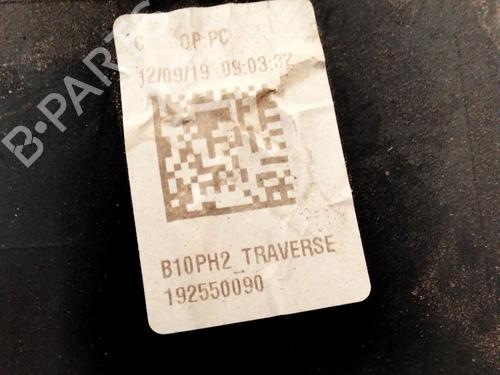 C OP:PC
12/09/19 09:03:32
B10PH2_TRAVERSE
192550090
B-PARTS